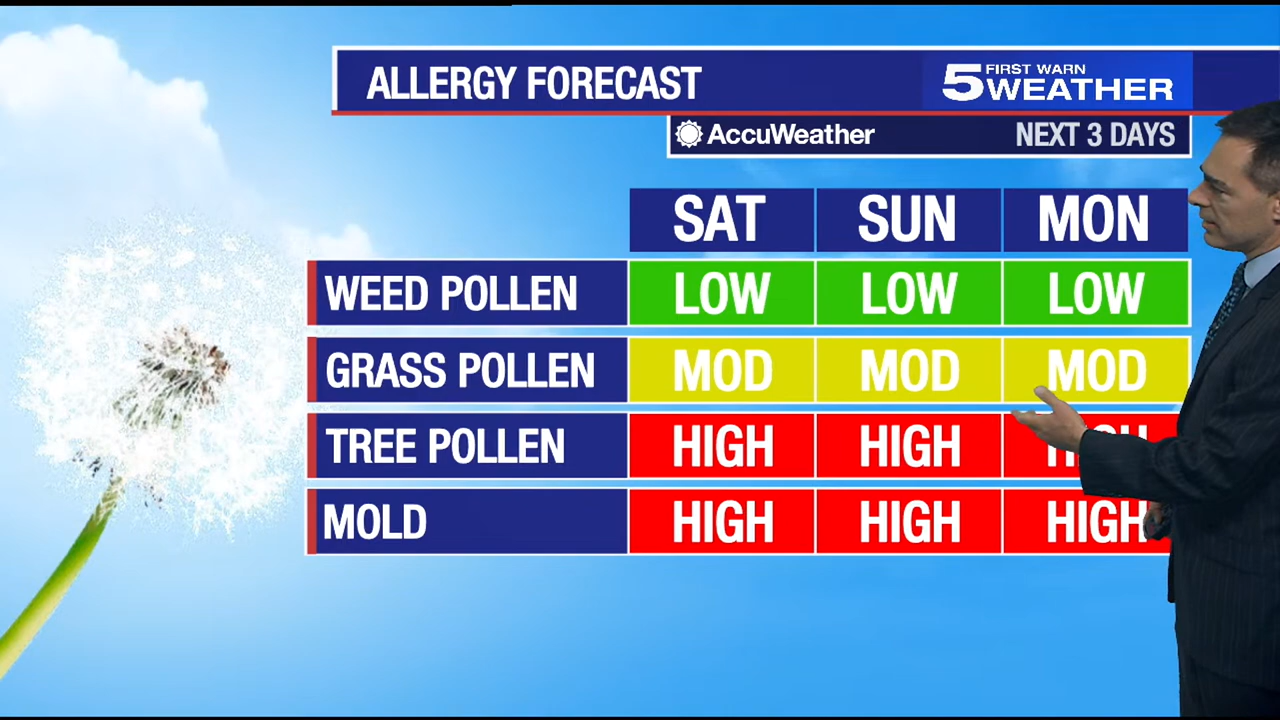 ALLERGY FORECAST
5 FIRST WARN
WEATHER
AccuWeather NEXT 3 DAYS
SAT SUN MON
WEED POLLEN LOW LOW LOW
GRASS POLLEN MOD MOD MOD
TREE POLLEN HIGH HIGH
MOLD HIGH HIGH HIGH